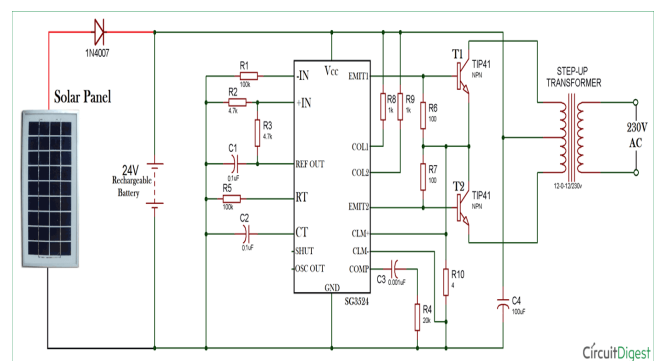 1N4007
Solar Panel
24V
Rechargeable
Battery
R1
100k
R2
4.7k
R3
4.7k
C1
0.1uF
R5
100k
C2
0.1uF
-IN
+IN
REF OUT
RT
CT
SHUT
OSC OUT
Vcc
GND
EMIT1
COL1
COL2
EMIT2
CLM+
CLM-
COMP
SG3524
R8
1k
R9
1k
R6
100
R7
100
C3
0.001uF
R4
20k
R10
4
T1
TIP41
NPN
T2
TIP41
NPN
C4
100uF
STEP-UP
TRANSFORMER
12-0-12/230v
230V
AC
CircuitDigest